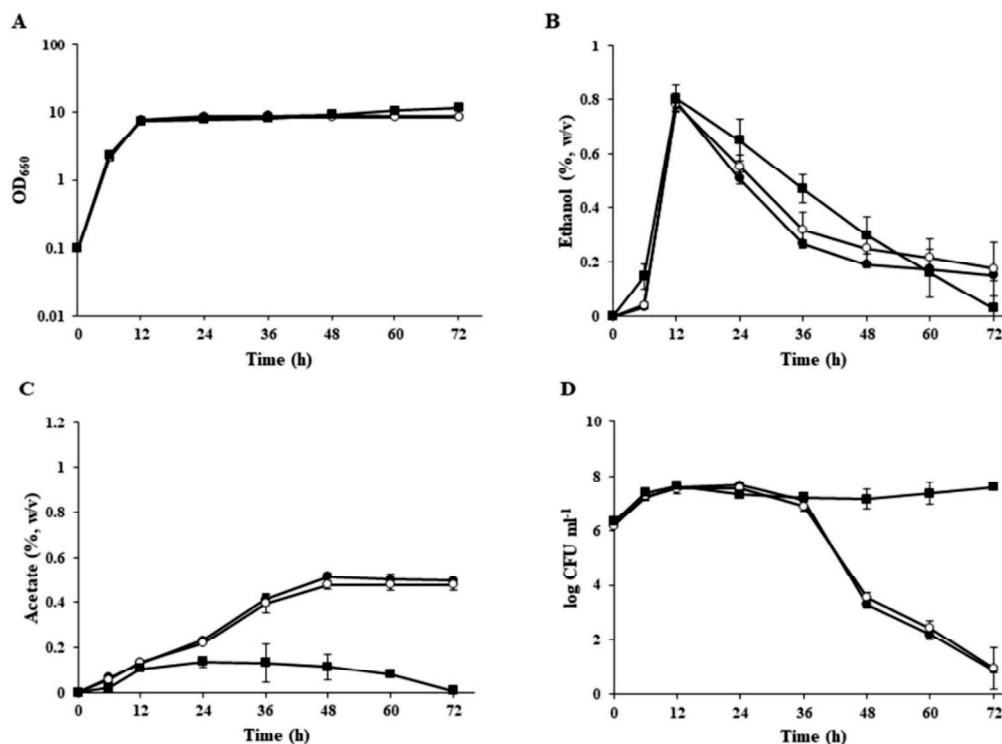 A
OD660
100
10
1
0.1
0.01
0 12 24 36 48 60 72
Time (h)
B
Ethanol (%, w/v)
1
0.8
0.6
0.4
0.2
0
0 12 24 36 48 60 72
Time (h)
C
Acetate (%, w/v)
1.2
1
0.8
0.6
0.4
0.2
0
0 12 24 36 48 60 72
Time (h)
D
log CFU ml-1
10
8
6
4
2
0
0 12 24 36 48 60 72
Time (h)